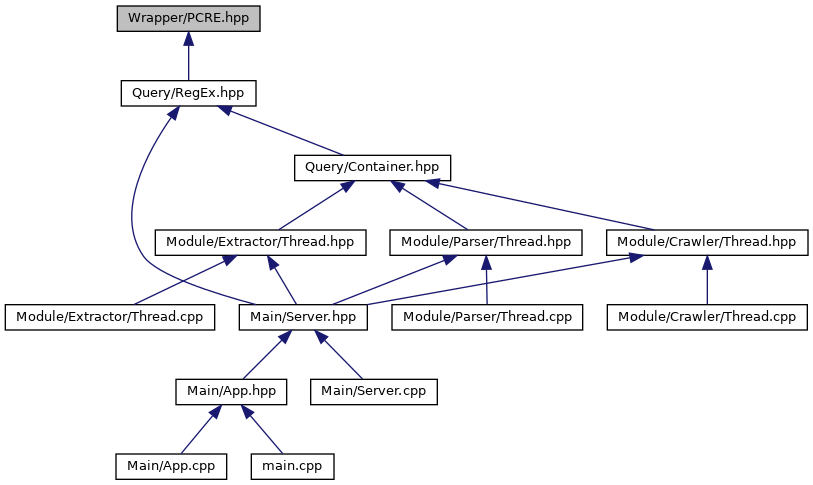 Wrapper/PCRE.hpp
Query/RegEx.hpp
Query/Container.hpp
Module/Extractor/Thread.hpp
Module/Parser/Thread.hpp
Module/Crawler/Thread.hpp
Module/Extractor/Thread.cpp
Main/Server.hpp
Module/Parser/Thread.cpp
Module/Crawler/Thread.cpp
Main/App.hpp
Main/Server.cpp
Main/App.cpp
main.cpp